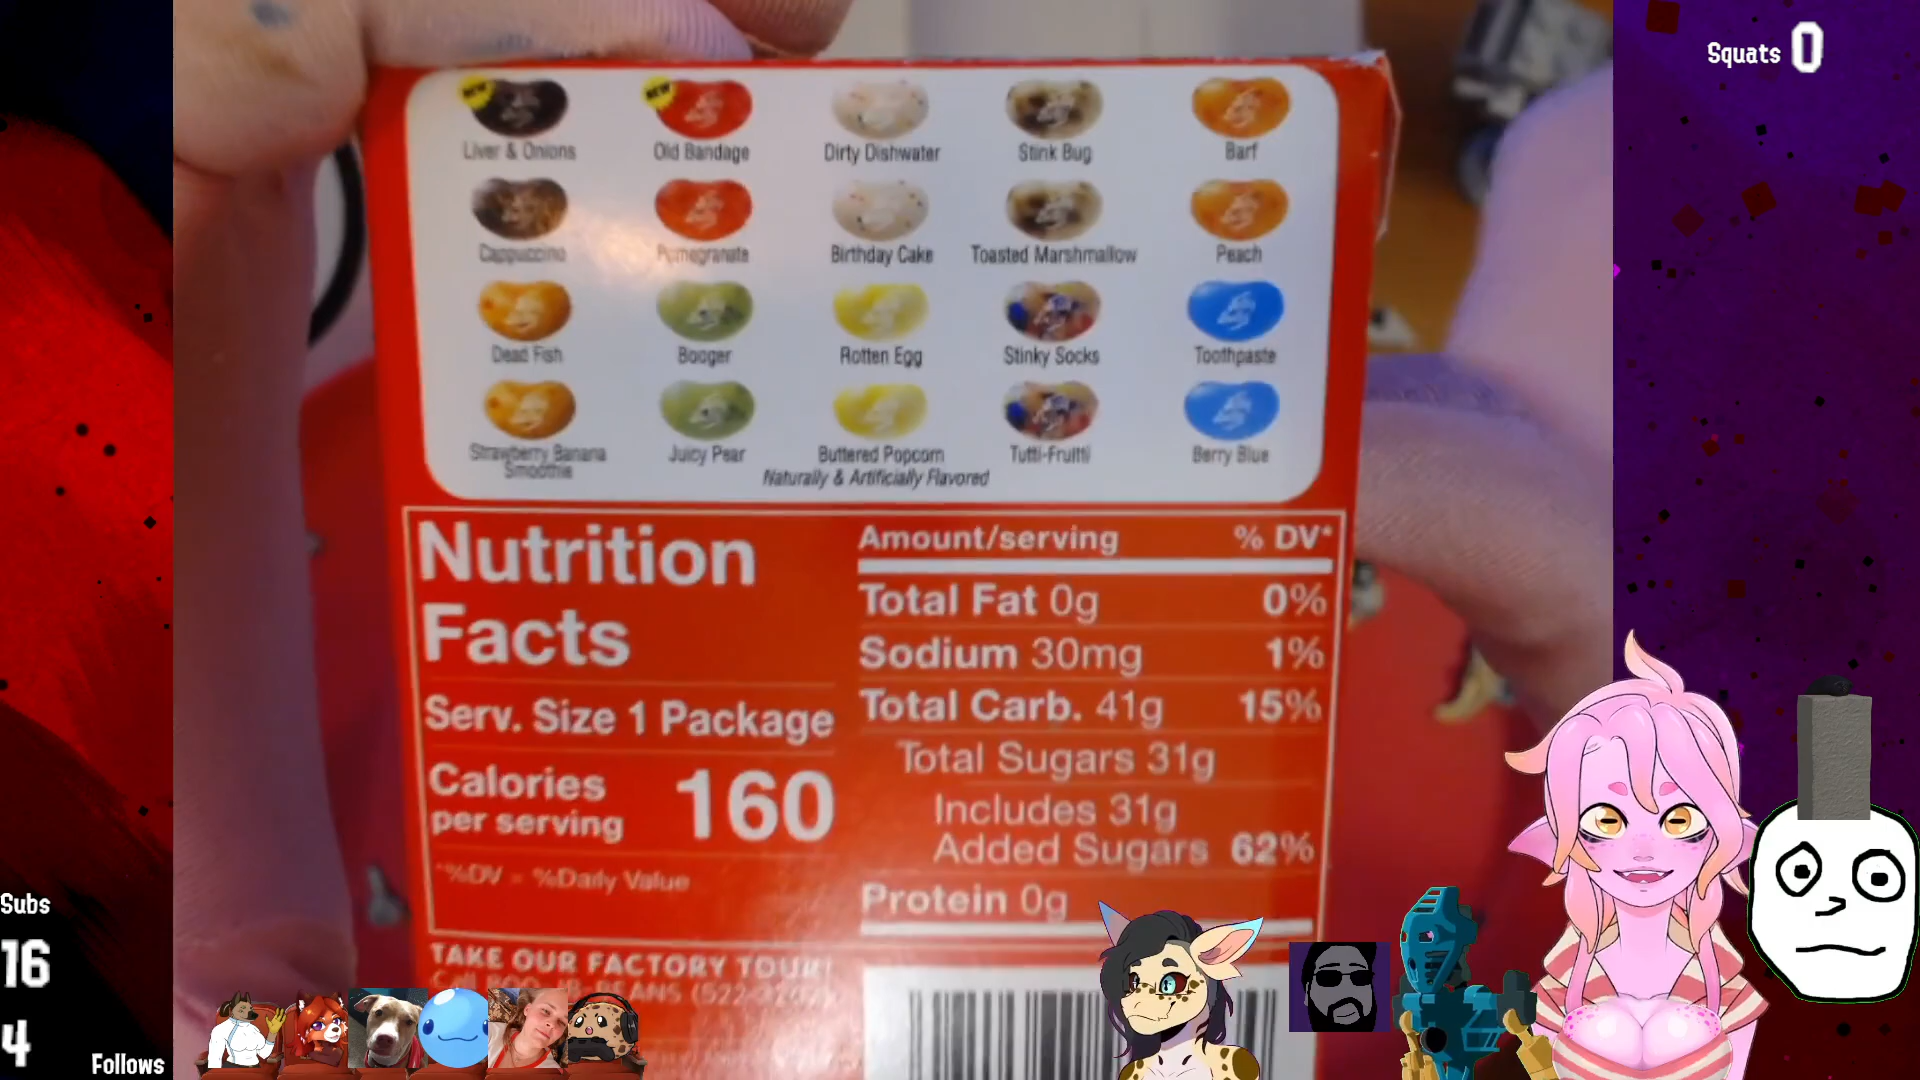 Squats 0
NEW
NEW
Liver & Onions
Old Bandage
Dirty Dishwater
Stink Bug
Barf
Cappuccino
Pomegranate
Birthday Cake
Toasted Marshmallow
Peach
Dead Fish
Booger
Rotten Egg
Stinky Socks
Toothpaste
Strawberry Banana
Smoothie
Juicy Pear
Buttered Popcorn
Tutti-Fruitti
Berry Blue
Naturally & Artificially Flavored
Nutrition
Facts
Serv. Size 1 Package
Calories
per serving 160
*%DV = %Daily Value
Amount/serving % DV*
Total Fat 0g 0%
Sodium 30mg 1%
Total Carb. 41g 15%
Total Sugars 31g
Includes 31g
Added Sugars 62%
Protein 0g
TAKE OUR FACTORY TOUR!
Subs
16
4 Follows